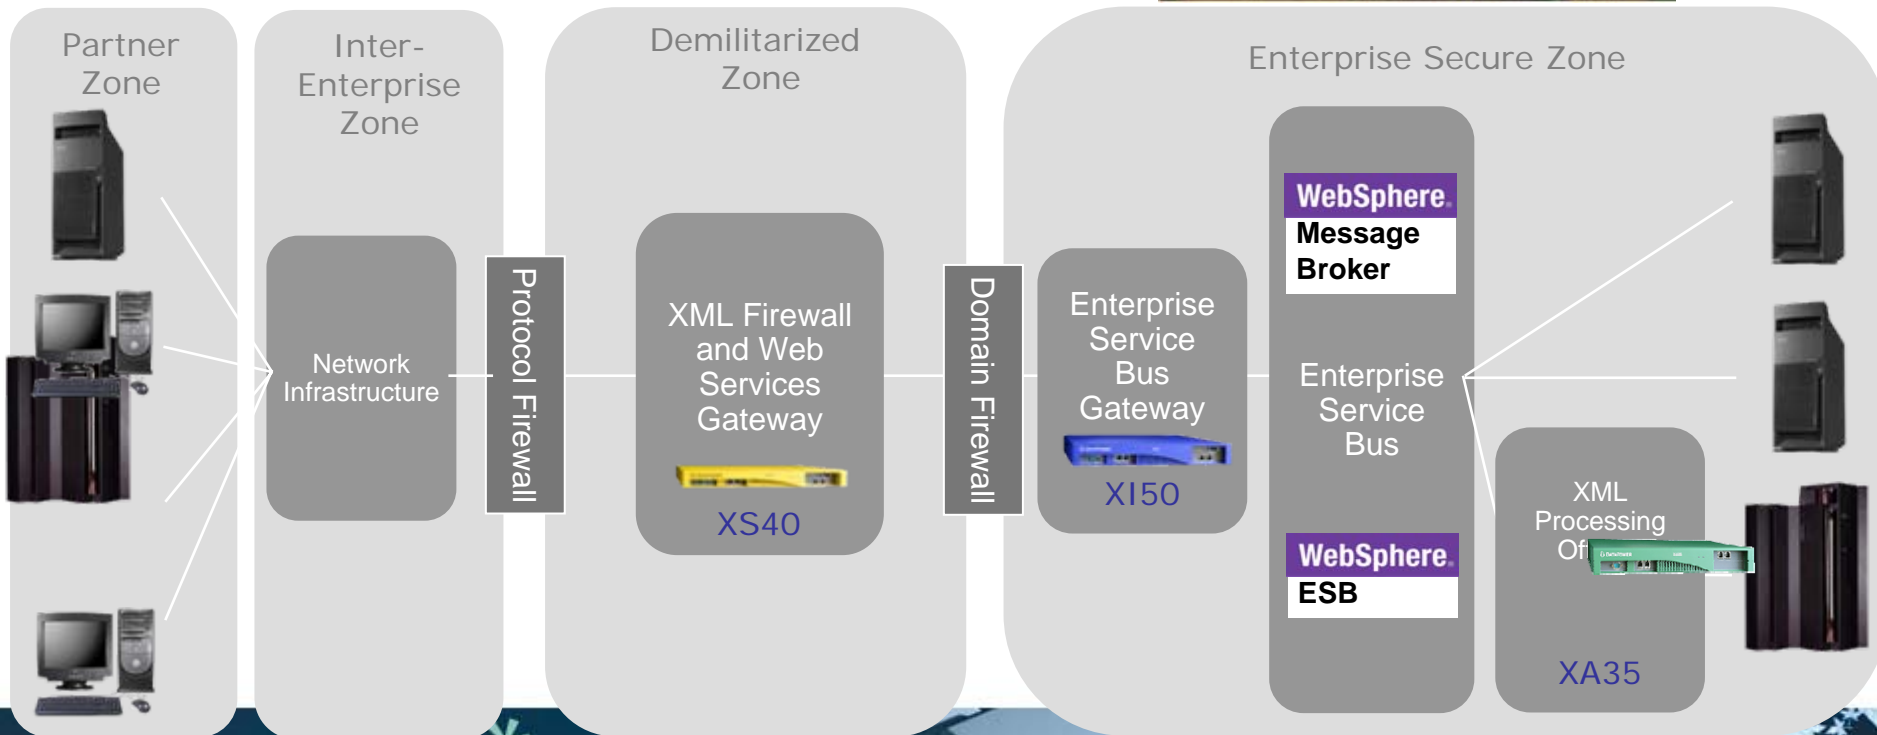 Partner
Zone
Inter-
Enterprise
Zone
Demilitarized
Zone
Enterprise Secure Zone
Network
Infrastructure
Protocol Firewall
XML Firewall
and Web
Services
Gateway
XS40
Domain Firewall
Enterprise
Service
Bus
Gateway
XI50
WebSphere.
Message
Broker
Enterprise
Service
Bus
WebSphere.
ESB
XML
Processing
XA35